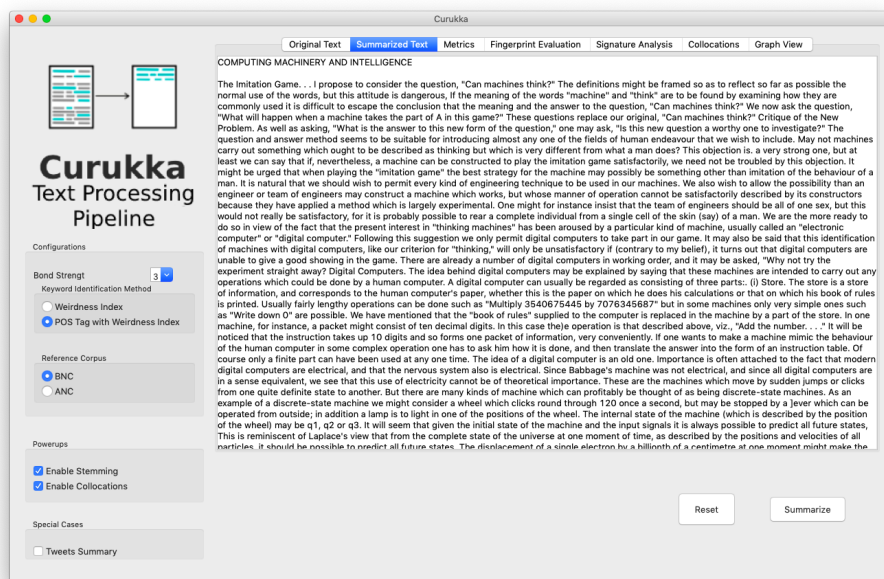 Curukka
Original Text
Summarized Text
Metrics
Fingerprint Evaluation
Signature Analysis
Collocations
Graph View
Curukka
Text Processing
Pipeline
Configurations
Bond Strengt
3
Keyword Identification Method
Weirdness Index
POS Tag with Weirdness Index
Reference Corpus
BNC
ANC
Powerups
Enable Stemming
Enable Collocations
Special Cases
Tweets Summary
COMPUTING MACHINERY AND INTELLIGENCE
The Imitation Game. . . I propose to consider the question, "Can machines think?" The definitions might be framed so as to reflect so far as possible the
normal use of the words, but this attitude is dangerous, If the meaning of the words "machine" and "think" are to be found by examining how they are
commonly used it is difficult to escape the conclusion that the meaning and the answer to the question, "Can machines think?" We now ask the question,
"What will happen when a machine takes the part of A in this game?" These questions replace our original, "Can machines think?" Critique of the New
Problem. As well as asking, "What is the answer to this new form of the question," one may ask, "Is this new question a worthy one to investigate?" The
question and answer method seems to be suitable for introducing almost any one of the fields of human endeavour that we wish to include. May not machines
carry out something which ought to be described as thinking but which is very different from what a man does? This objection. is a very strong one, but at
least we can say that if, nevertheless, a machine can be constructed to play the imitation game satisfactorily, we need not be troubled by this objection. It
might be urged that when playing the "imitation game" the best strategy for the machine may possibly be something other than imitation of the behaviour of a
man. It is natural that we should wish to permit every kind of engineering technique to be used in our machines. We also wish to allow the possibility than an
engineer or team of engineers may construct a machine which works, but whose manner of operation cannot be satisfactorily described by its constructors
because they have applied a method which is largely experimental. One might for instance insist that the team of engineers should be all of one sex, but this
would not really be satisfactory, for it is probably possible to rear a complete individual from a single cell of the skin (say) of a man. We are the more ready to
do so in view of the fact that the present interest in "thinking machines" has been aroused by a particular kind of machine, usually called an "electronic
computer" or "digital computer." Following this suggestion we only permit digital computers to take part in our game. It may also be said that this identification
of machines with digital computers, like our criterion for "thinking," will only be unsatisfactory if (contrary to my belief), it turns out that digital computers are
unable to give a good showing in the game. There are already a number of digital computers in working order, and it may be asked, "Why not try the
experiment straight away? Digital Computers. The idea behind digital computers may be explained by saying that these machines are intended to carry out any
operations which could be done by a human computer. A digital computer can usually be regarded as consisting of three parts:. (i) Store. The store is a store
of information, and corresponds to the human computer's paper, whether this is the paper on which he does his calculations or that on which his book of rules
is printed. Usually fairly lengthy operations can be done such as "Multiply 3540675445 by 7076345687" but in some machines only very simple ones such
as "Write down 0" are possible. We have mentioned that the "book of rules" supplied to the computer is replaced in the machine by a part of the store. In one
machine, for instance, a packet might consist of ten decimal digits. In this case the)e operation is that described above, viz., "Add the number. . . ." It will be
noticed that the instruction takes up 10 digits and so forms one packet of information, very conveniently. If one wants to make a machine mimic the behaviour
of the human computer in some complex operation one has to ask him how it is done, and then translate the answer into the form of an instruction table. Of
course only a finite part can have been used at any one time. The idea of a digital computer is an old one. Importance is often attached to the fact that modern
digital computers are electrical, and that the nervous system also is electrical. Since Babbage's machine was not electrical, and since all digital computers are
in a sense equivalent, we see that this use of electricity cannot be of theoretical importance. These are the machines which move by sudden jumps or clicks
from one quite definite state to another. But there are many kinds of machine which can profitably be thought of as being discrete-state machines. As an
example of a discrete-state machine we might consider a wheel which clicks round through 120 once a second, but may be stopped by a ]ever which can be
operated from outside; in addition a lamp is to light in one of the positions of the wheel. The internal state of the machine (which is described by the position
of the wheel) may be q1, q2 or q3. It will seem that given the initial state of the machine and the input signals it is always possible to predict all future states,
This is reminiscent of Laplace's view that from the complete state of the universe at one moment of time, as described by the positions and velocities of all
particles, it should be possible to predict all future states. The displacement of a single electron by a billionth of a centimetre at one moment might make the
Reset
Summarize